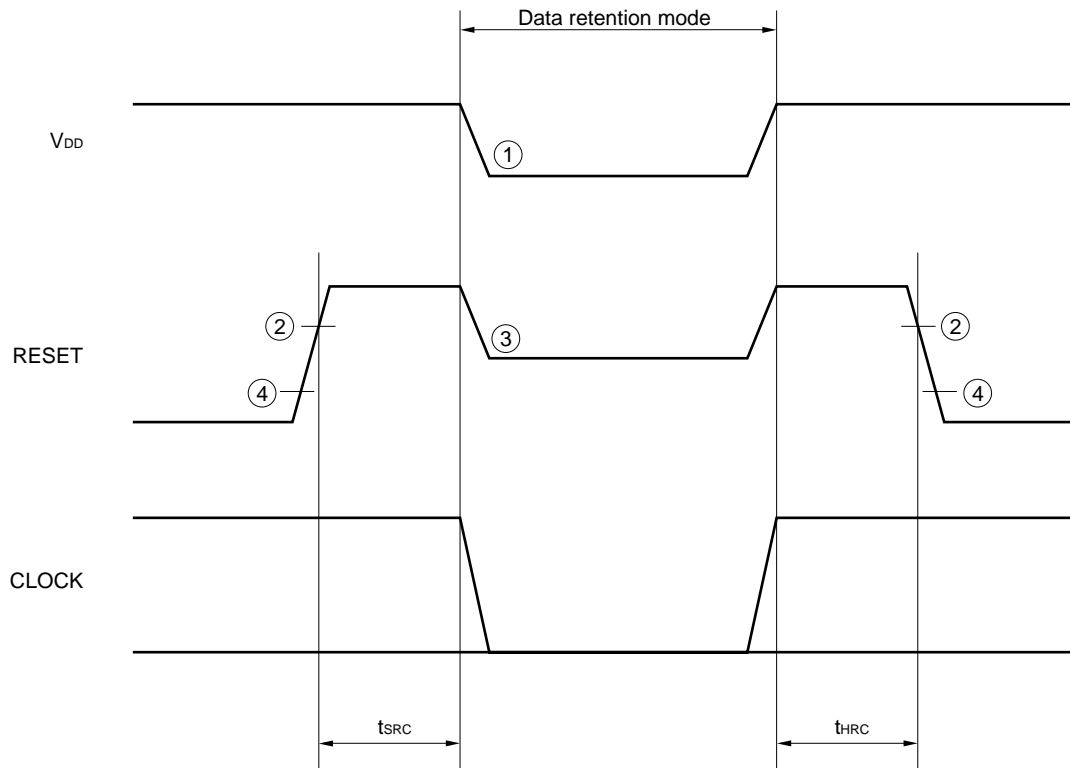 Data retention mode
VDD
①
②
③
②
RESET
④
④
CLOCK
tSRC
tHRC